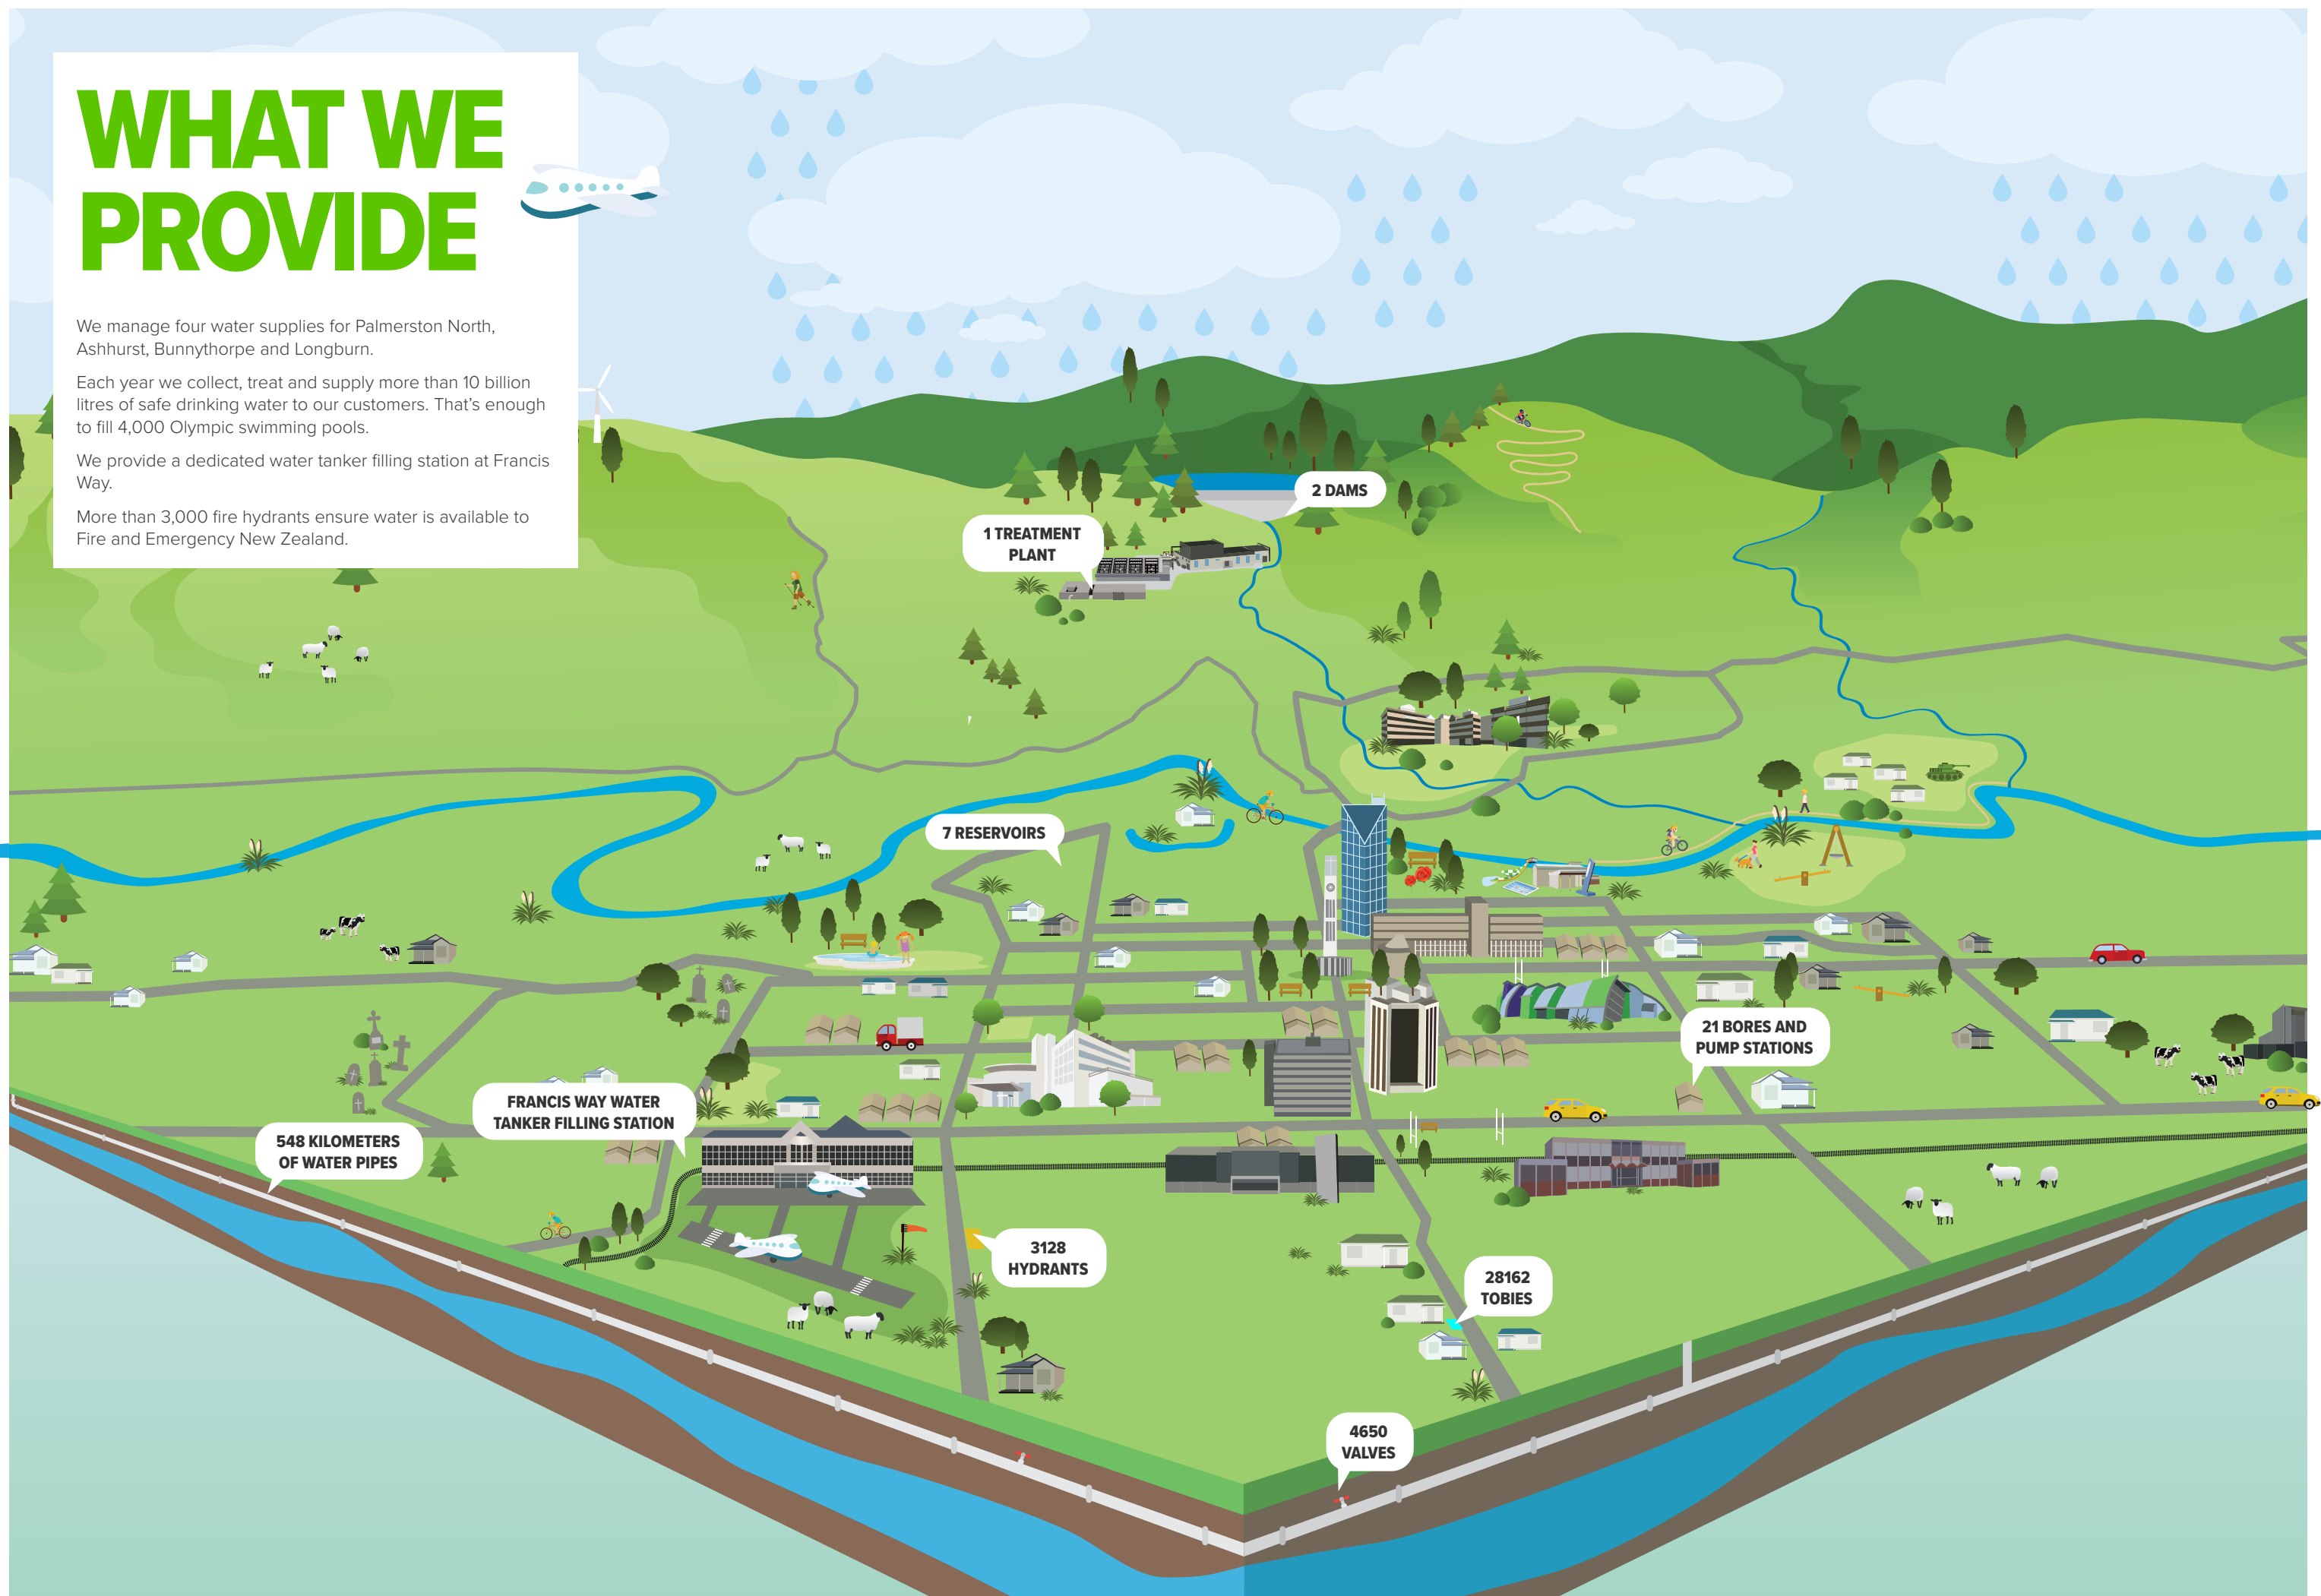 WHAT WE
PROVIDE
We manage four water supplies for Palmerston North,
Ashhurst, Bunnythorpe and Longburn.
Each year we collect, treat and supply more than 10 billion
litres of safe drinking water to our customers. That’s enough
to fill 4,000 Olympic swimming pools.
We provide a dedicated water tanker filling station at Francis
Way.
More than 3,000 fire hydrants ensure water is available to
Fire and Emergency New Zealand.
2 DAMS
1 TREATMENT
PLANT
7 RESERVOIRS
21 BORES AND
PUMP STATIONS
FRANCIS WAY WATER
TANKER FILLING STATION
548 KILOMETERS
OF WATER PIPES
3128
HYDRANTS
28162
TOBIES
4650
VALVES